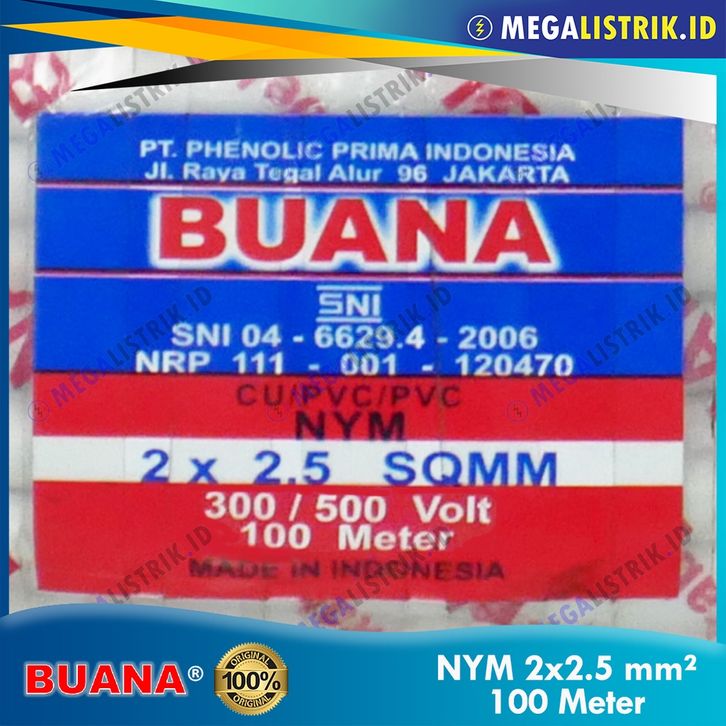 MEGALISTRIK.ID
PT. PHENOLIC PRIMA INDONESIA
Jl. Raya Tegal Alur 96 JAKARTA
BUANA
SNI
SNI 04 - 6629.4 - 2006
NRP 111 - 001 - 120470
CU/PVC/PVC
NYM
2 x 2.5 SQMM
300 / 500 Volt
100 Meter
MADE IN INDONESIA
BUANA®
ORIGINAL
100%
ORIGINAL
NYM 2x2.5 mm²
100 Meter